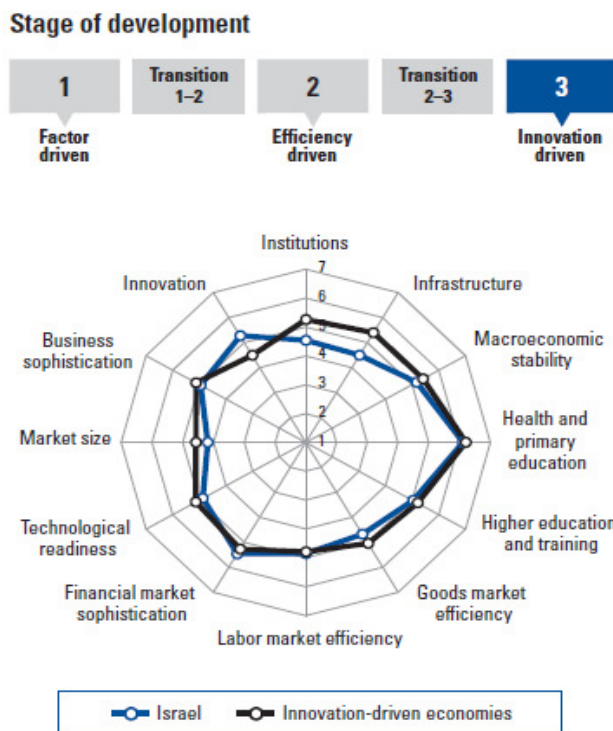 Stage of development
1
Transition
1–2
2
Transition
2–3
3
Factor
driven
Efficiency
driven
Innovation
driven
Institutions
Innovation
Infrastructure
Business
sophistication
Macroeconomic
stability
Market size
Health and
primary
education
Technological
readiness
Higher education
and training
Financial market
sophistication
Goods market
efficiency
Labor market efficiency
7
6
5
4
3
2
1
Israel
Innovation-driven economies